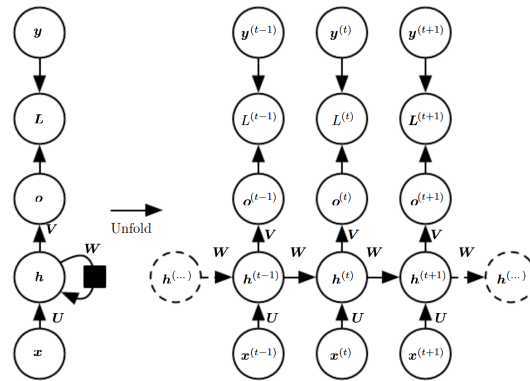 y y^(t−1) y^(t) y^(t+1)
L L^(t−1) L^(t) L^(t+1)
o o^(t−1) o^(t) o^(t+1)
V V V V
Unfold
W W W W W
h h^(...) h^(t−1) h^(t) h^(t+1) h^(...)
U U U U
x x^(t−1) x^(t) x^(t+1)